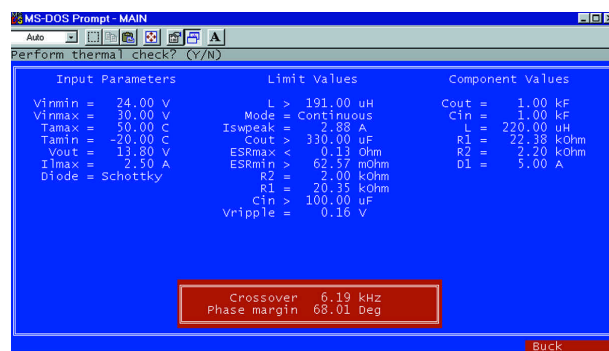 MS-DOS Prompt - MAIN
Auto
A
Perform thermal check? (Y/N)
Input Parameters
Vinmin = 24.00 V
Vinmax = 30.00 V
Tamax = 50.00 C
Tamin = -20.00 C
Vout = 13.80 V
Ilmax = 2.50 A
Diode = Schottky
Limit Values
L > 191.00 uH
Mode = Continuous
Iswpeak = 2.88 A
Cout > 330.00 uF
ESRmax < 0.13 Ohm
ESRmin > 62.57 mOhm
R2 = 2.00 kOhm
R1 = 20.35 kOhm
Cin > 100.00 uF
Vripple = 0.16 V
Component Values
Cout = 1.00 kF
Cin = 1.00 kF
L = 220.00 uH
R1 = 22.38 kOhm
R2 = 2.20 kOhm
D1 = 5.00 A
Crossover 6.19 kHz
Phase margin 68.01 Deg
Buck